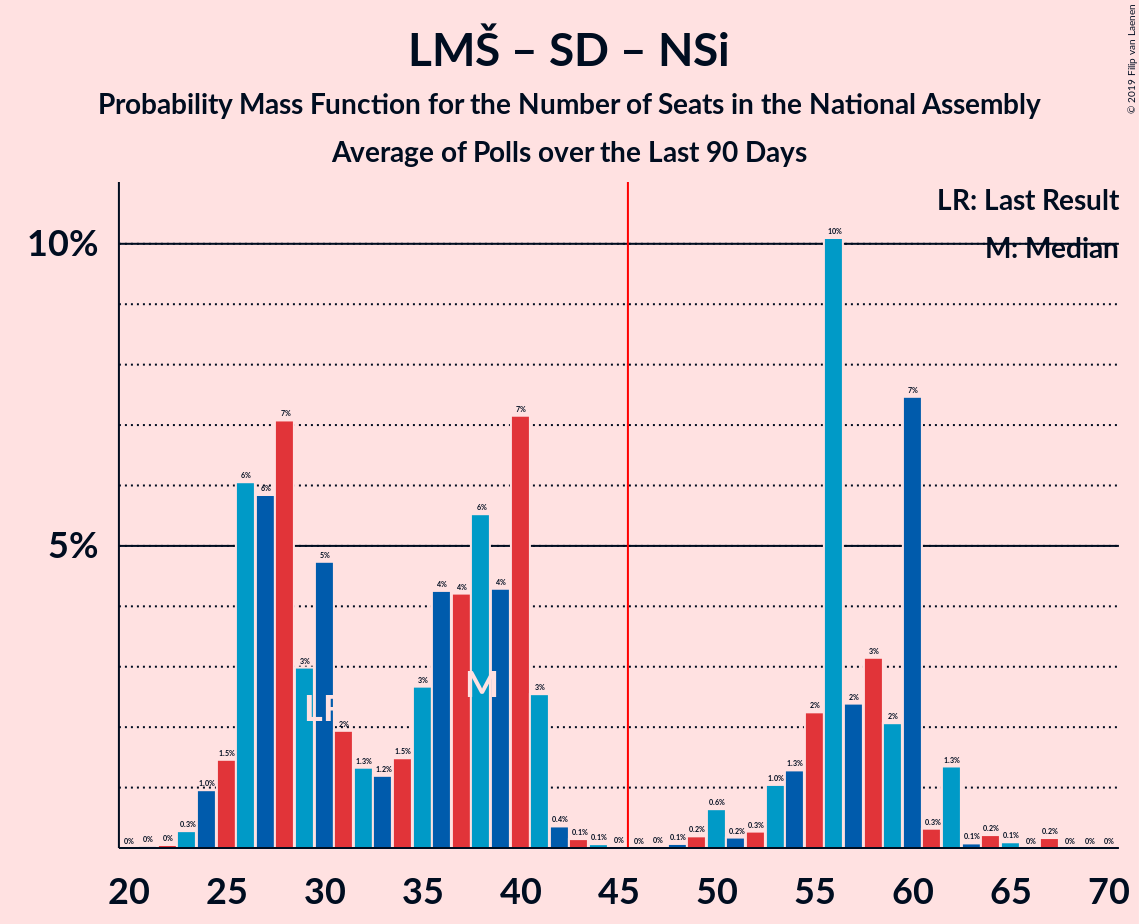 LMŠ – SD – NSi
Probability Mass Function for the Number of Seats in the National Assembly
Average of Polls over the Last 90 Days
© 2019 Filip van Laenen
LR: Last Result
M: Median
10%
5%
0% 0% 0% 0.3% 1.0% 1.5% 6% 6% 7% 3% 5% 2% 1.3% 1.2% 1.5% 3% 4% 4% 6% 4% 7% 3% 0.4% 0.1% 0.1% 0% 0% 0% 0.1% 0.2% 0.6% 0.2% 0.3% 1.0% 1.3% 2% 10% 2% 3% 2% 7% 0.3% 1.3% 0.1% 0.2% 0.1% 0% 0.2% 0% 0% 0%
LR
M
20 25 30 35 40 45 50 55 60 65 70